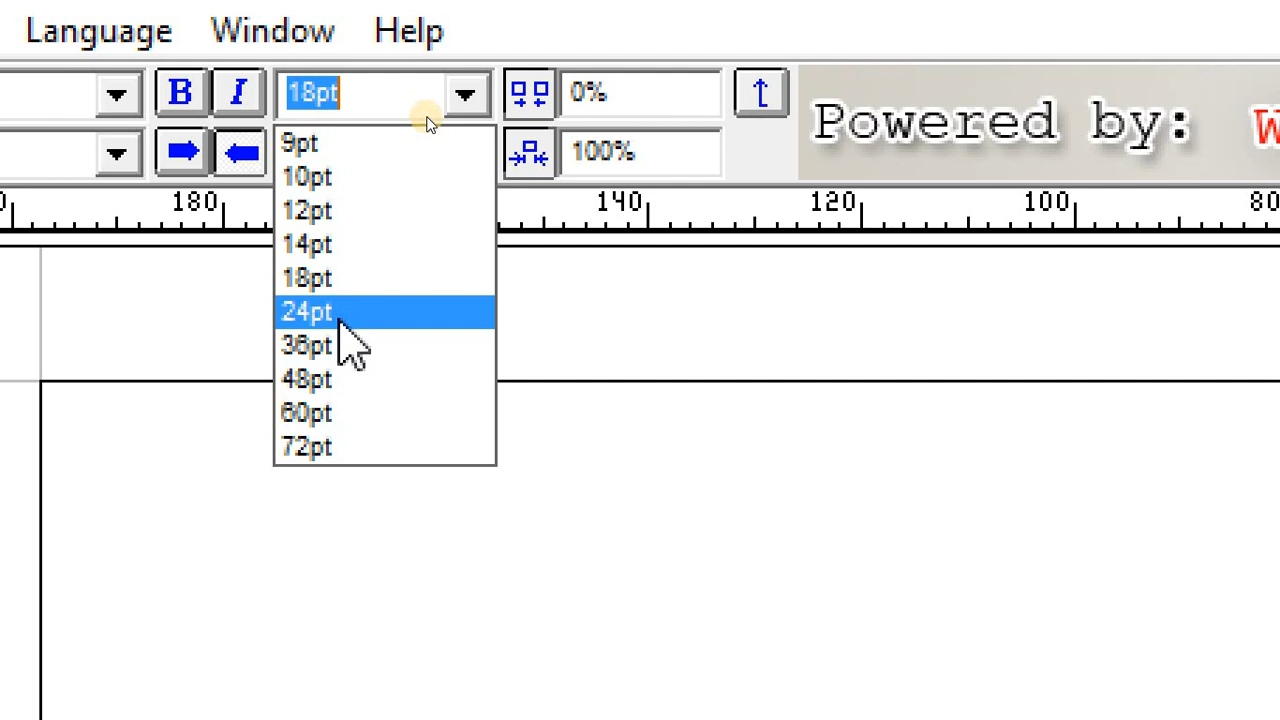 Language Window Help
B I 18pt 0%
Powered by: W
100%
9pt
10pt
12pt
14pt
18pt
24pt
36pt
48pt
60pt
72pt
180 140 120 100 80